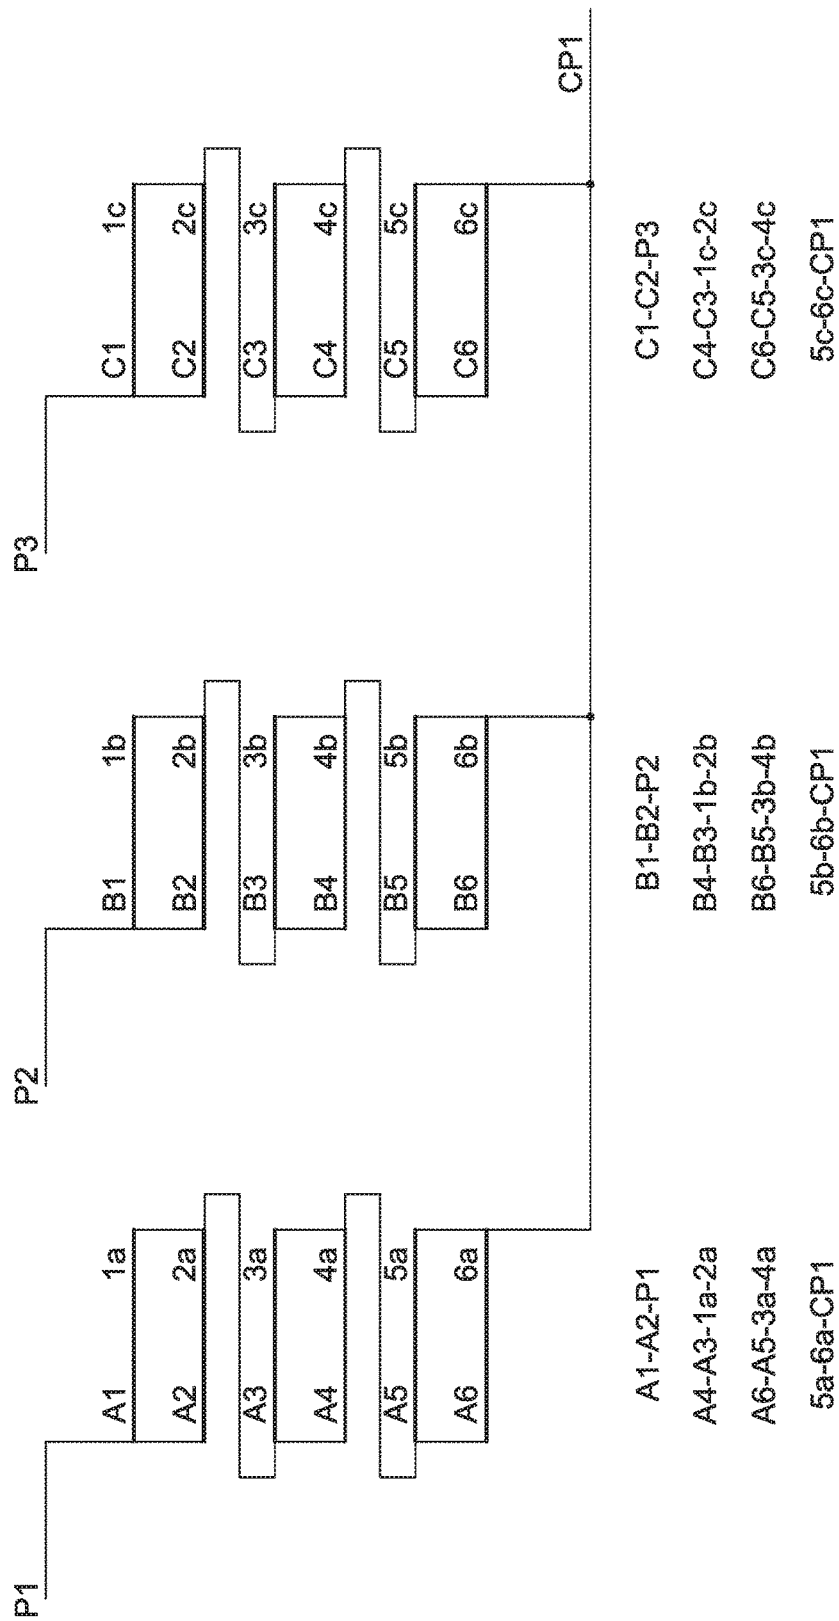 P1 P2 P3
A1 1a B1 1b C1 1c
A2 2a B2 2b C2 2c
A3 3a B3 3b C3 3c
A4 4a B4 4b C4 4c
A5 5a B5 5b C5 5c
A6 6a B6 6b C6 6c
CP1
A1-A2-P1 B1-B2-P2 C1-C2-P3
A4-A3-1a-2a B4-B3-1b-2b C4-C3-1c-2c
A6-A5-3a-4a B6-B5-3b-4b C6-C5-3c-4c
5a-6a-CP1 5b-6b-CP1 5c-6c-CP1